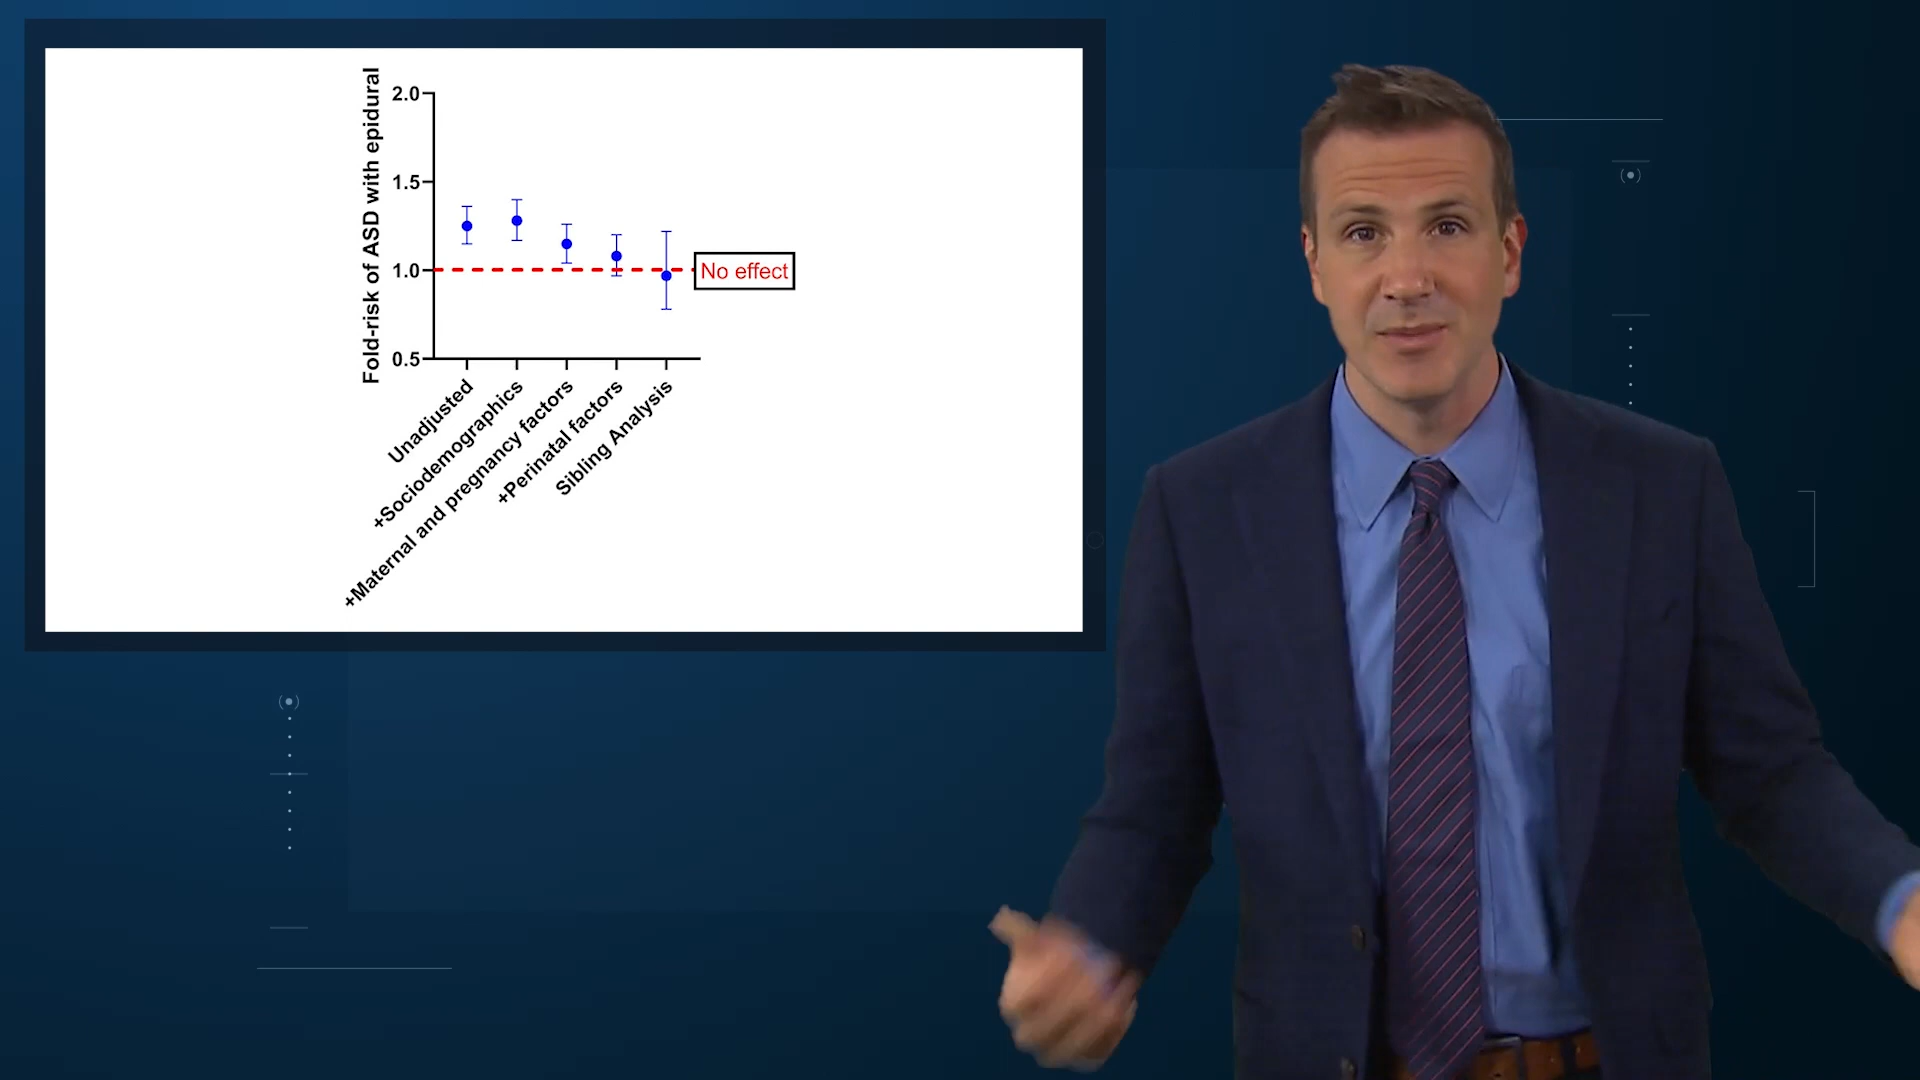 Fold-risk of ASD with epidural
2.0
1.5
1.0
0.5
No effect
Unadjusted
+Sociodemographics
+Maternal and pregnancy factors
+Perinatal factors
Sibling Analysis